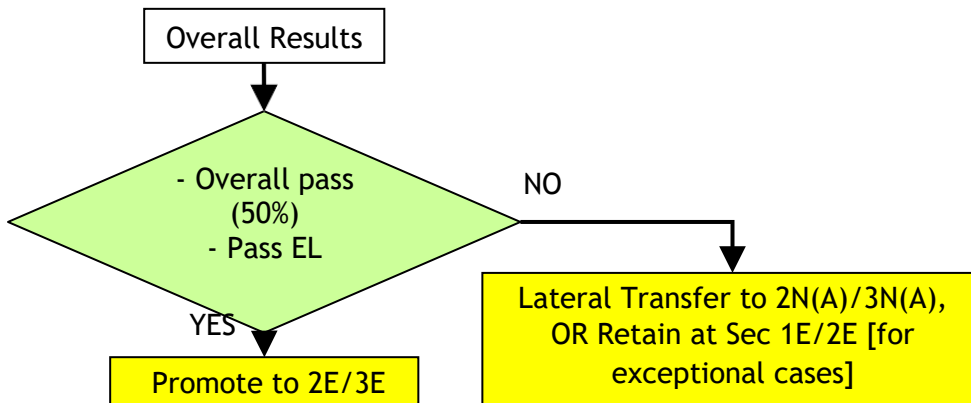 Overall Results
- Overall pass
(50%)
- Pass EL
NO
YES
Lateral Transfer to 2N(A)/3N(A),
OR Retain at Sec 1E/2E [for
exceptional cases]
Promote to 2E/3E